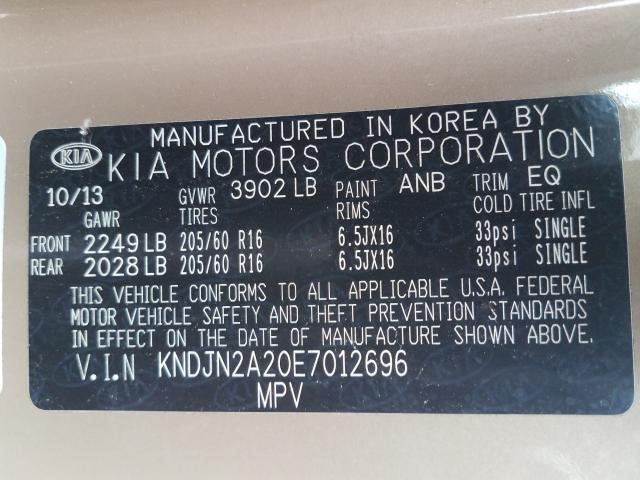 MANUFACTURED IN KOREA BY
KIA KIA MOTORS CORPORATION
10/13 GVWR 3902 LB PAINT ANB TRIM EQ
GAWR TIRES RIMS COLD TIRE INFL
FRONT 2249 LB 205/60 R16 6.5JX16 33psi SINGLE
REAR 2028 LB 205/60 R16 6.5JX16 33psi SINGLE
THIS VEHICLE CONFORMS TO ALL APPLICABLE U.S.A. FEDERAL
MOTOR VEHICLE SAFETY AND THEFT PREVENTION STANDARDS
IN EFFECT ON THE DATE OF MANUFACTURE SHOWN ABOVE.
V.I.N KNDJN2A20E7012696
MPV